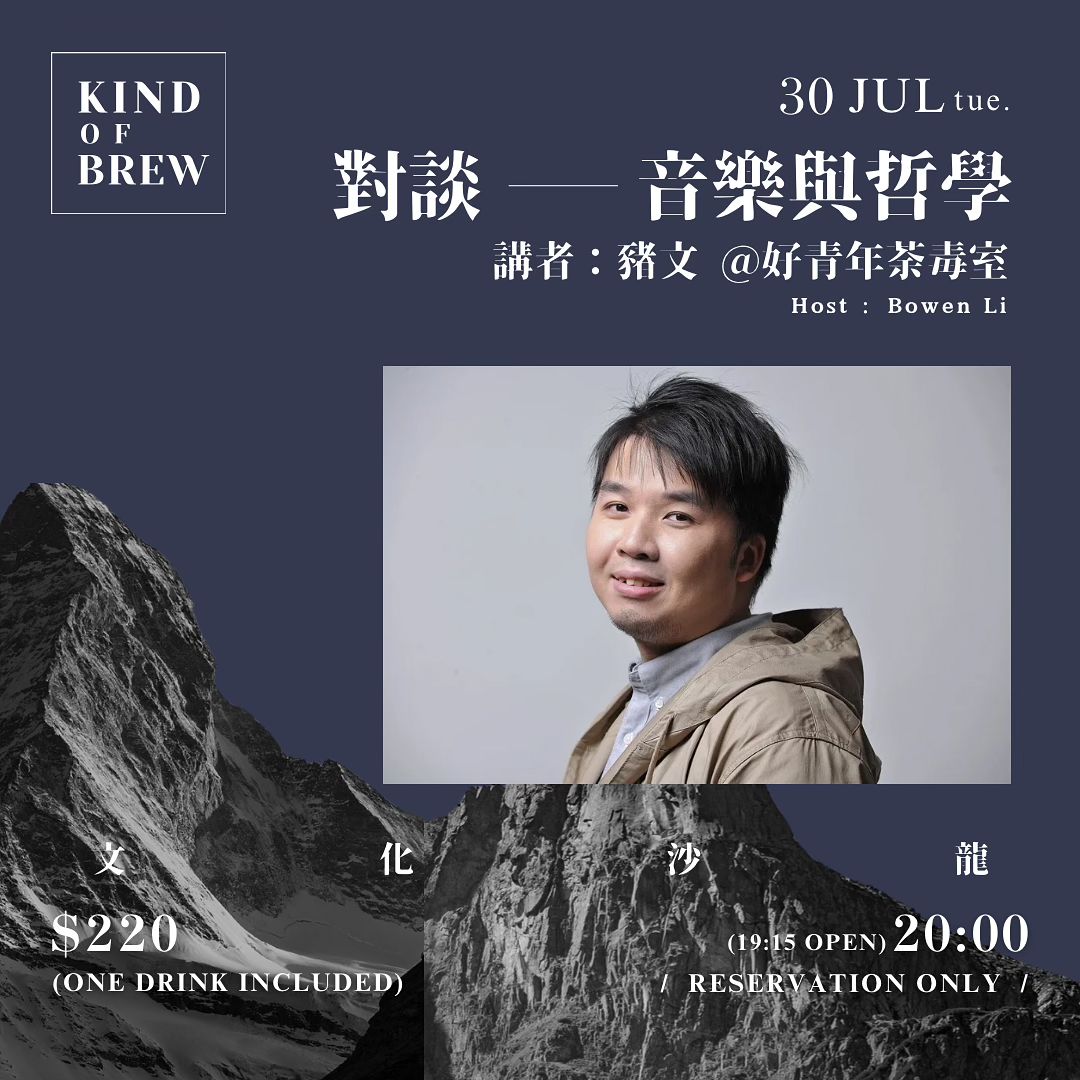 KIND
OF
BREW
30 JUL tue.
對談 —— 音樂與哲學
講者：豬文 @好青年荼毒室
Host : Bowen Li
文 化 沙 龍
$220
(ONE DRINK INCLUDED)
(19:15 OPEN) 20:00
/ RESERVATION ONLY /